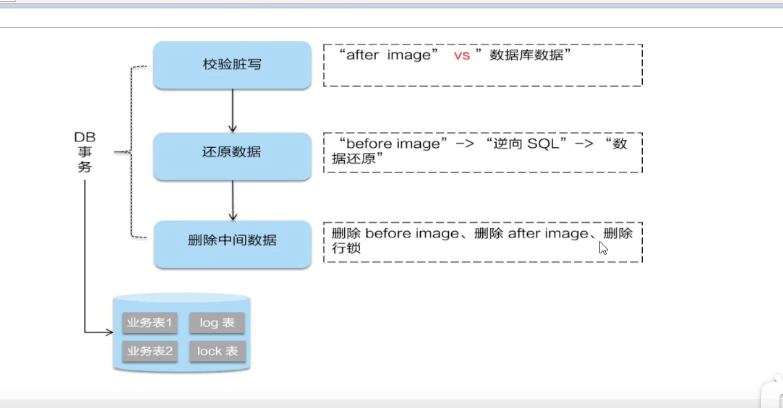 校验脏写
“after image” vs ”数据库数据”
DB
事
务
还原数据
“before image”–> “逆向 SQL”–> “数
据还原”
删除中间数据
删除 before image、删除 after image、删除
行锁
业务表1
log 表
业务表2
lock 表